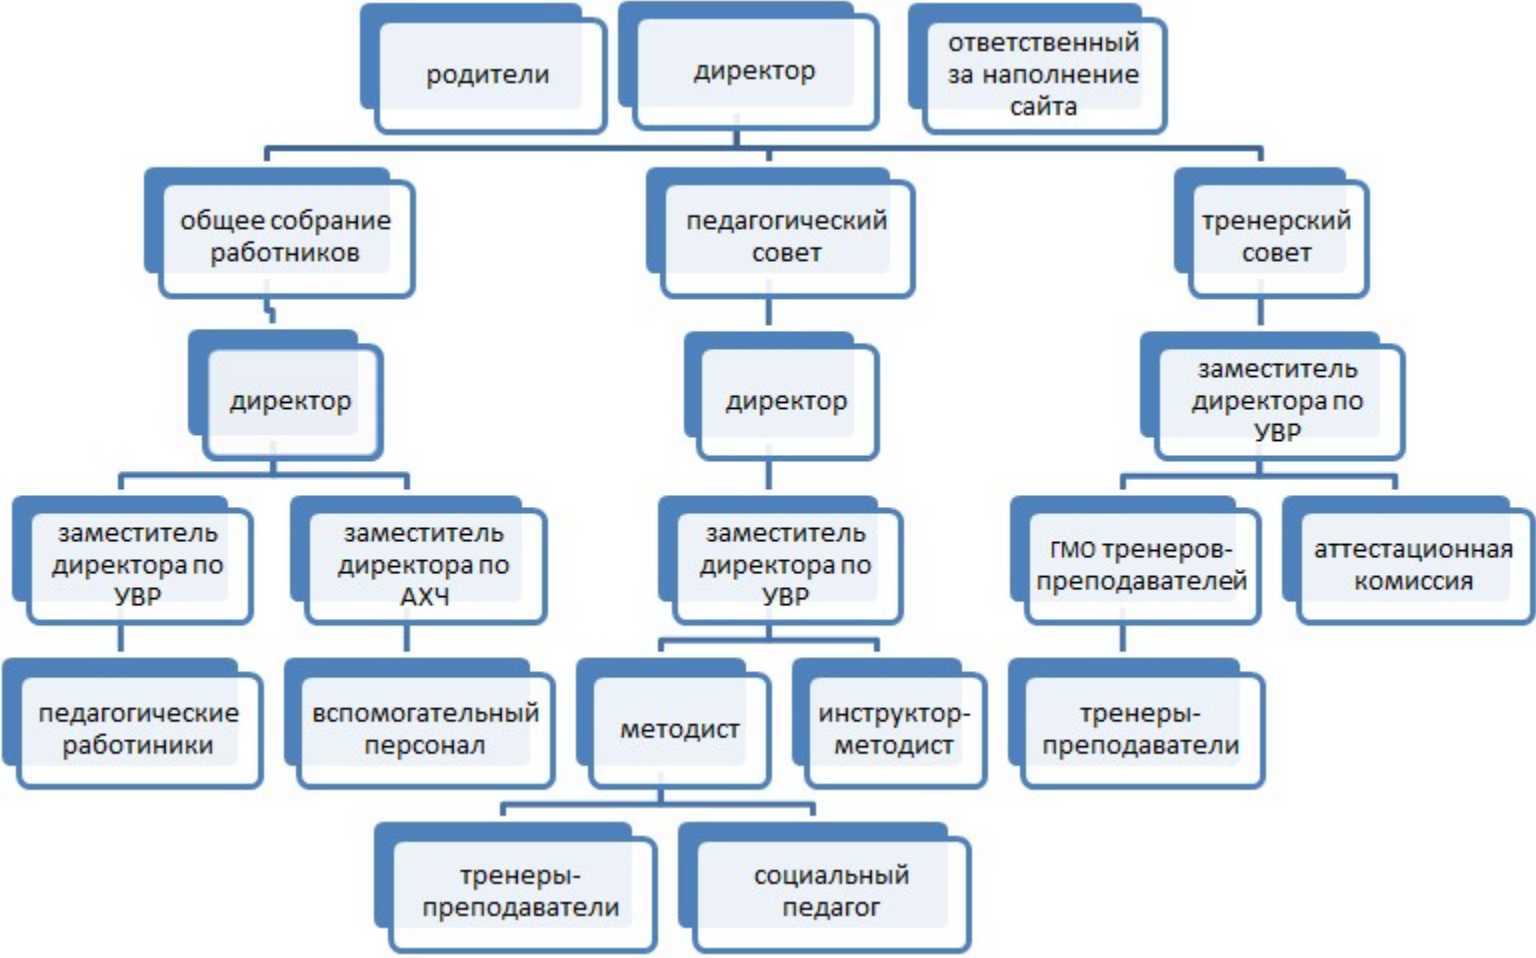 родители
директор
ответственный
за наполнение
сайта
общее собрание
работников
педагогический
совет
тренерский
совет
директор
директор
заместитель
директора по
УВР
заместитель
директора по
УВР
заместитель
директора по
АХЧ
заместитель
директора по
УВР
ГМО тренеров-
преподавателей
аттестационная
комиссия
педагогические
работиники
вспомогательный
персонал
методист
инструктор-
методист
тренеры-
преподаватели
тренеры-
преподаватели
социальный
педагог